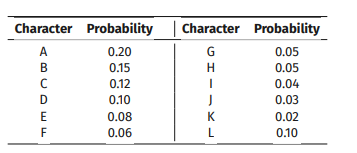 Character Probability Character Probability
A 0.20 G 0.05
B 0.15 H 0.05
C 0.12 I 0.04
D 0.10 J 0.03
E 0.08 K 0.02
F 0.06 L 0.10